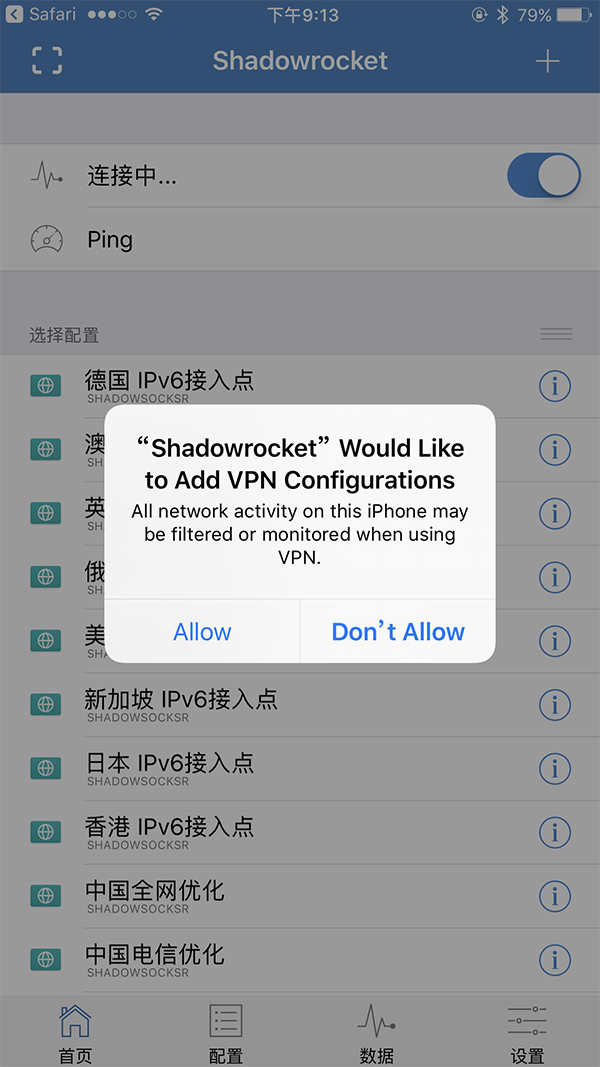 Safari
下午9:13
79%
Shadowrocket
连接中...
Ping
选择配置
德国 IPv6接入点
SHADOWSOCKSR
澳
SH
英
SH
俄
SH
美
SHA
“Shadowrocket” Would Like
to Add VPN Configurations
All network activity on this iPhone may
be filtered or monitored when using
VPN.
Allow
Don’t Allow
新加坡 IPv6接入点
SHADOWSOCKSR
日本 IPv6接入点
SHADOWSOCKSR
香港 IPv6接入点
SHADOWSOCKSR
中国全网优化
SHADOWSOCKSR
中国电信优化
SHADOWSOCKSR
首页
配置
数据
设置